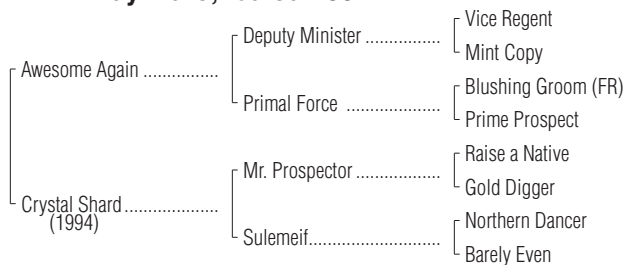 Vice Regent
Deputy Minister ................
Mint Copy
Awesome Again ................
Blushing Groom (FR)
Primal Force ....................
Prime Prospect
Raise a Native
Mr. Prospector ..................
Gold Digger
Crystal Shard ....................
(1994)
Northern Dancer
Sulemeif............................
Barely Even